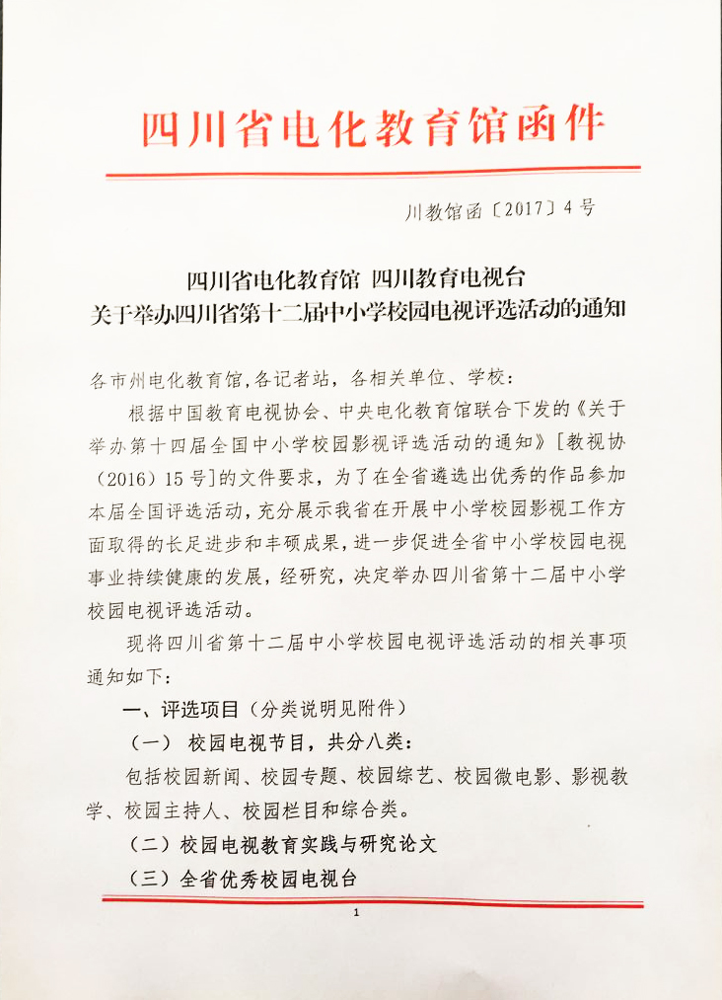 四川省电化教育馆函件
川教馆函〔2017〕4号
四川省电化教育馆 四川教育电视台
关于举办四川省第十二届中小学校园电视评选活动的通知
各市州电化教育馆,各记者站，各相关单位、学校：
根据中国教育电视协会、中央电化教育馆联合下发的《关于
举办第十四届全国中小学校园影视评选活动的通知》[教视协
（2016）15号]的文件要求，为了在全省遴选出优秀的作品参加
本届全国评选活动，充分展示我省在开展中小学校园影视工作方
面取得的长足进步和丰硕成果，进一步促进全省中小学校园电视
事业持续健康的发展，经研究，决定举办四川省第十二届中小学
校园电视评选活动。
现将四川省第十二届中小学校园电视评选活动的相关事项
通知如下：
一、评选项目（分类说明见附件）
（一） 校园电视节目，共分八类：
包括校园新闻、校园专题、校园综艺、校园微电影、影视教
学、校园主持人、校园栏目和综合类。
（二）校园电视教育实践与研究论文
（三）全省优秀校园电视台
1